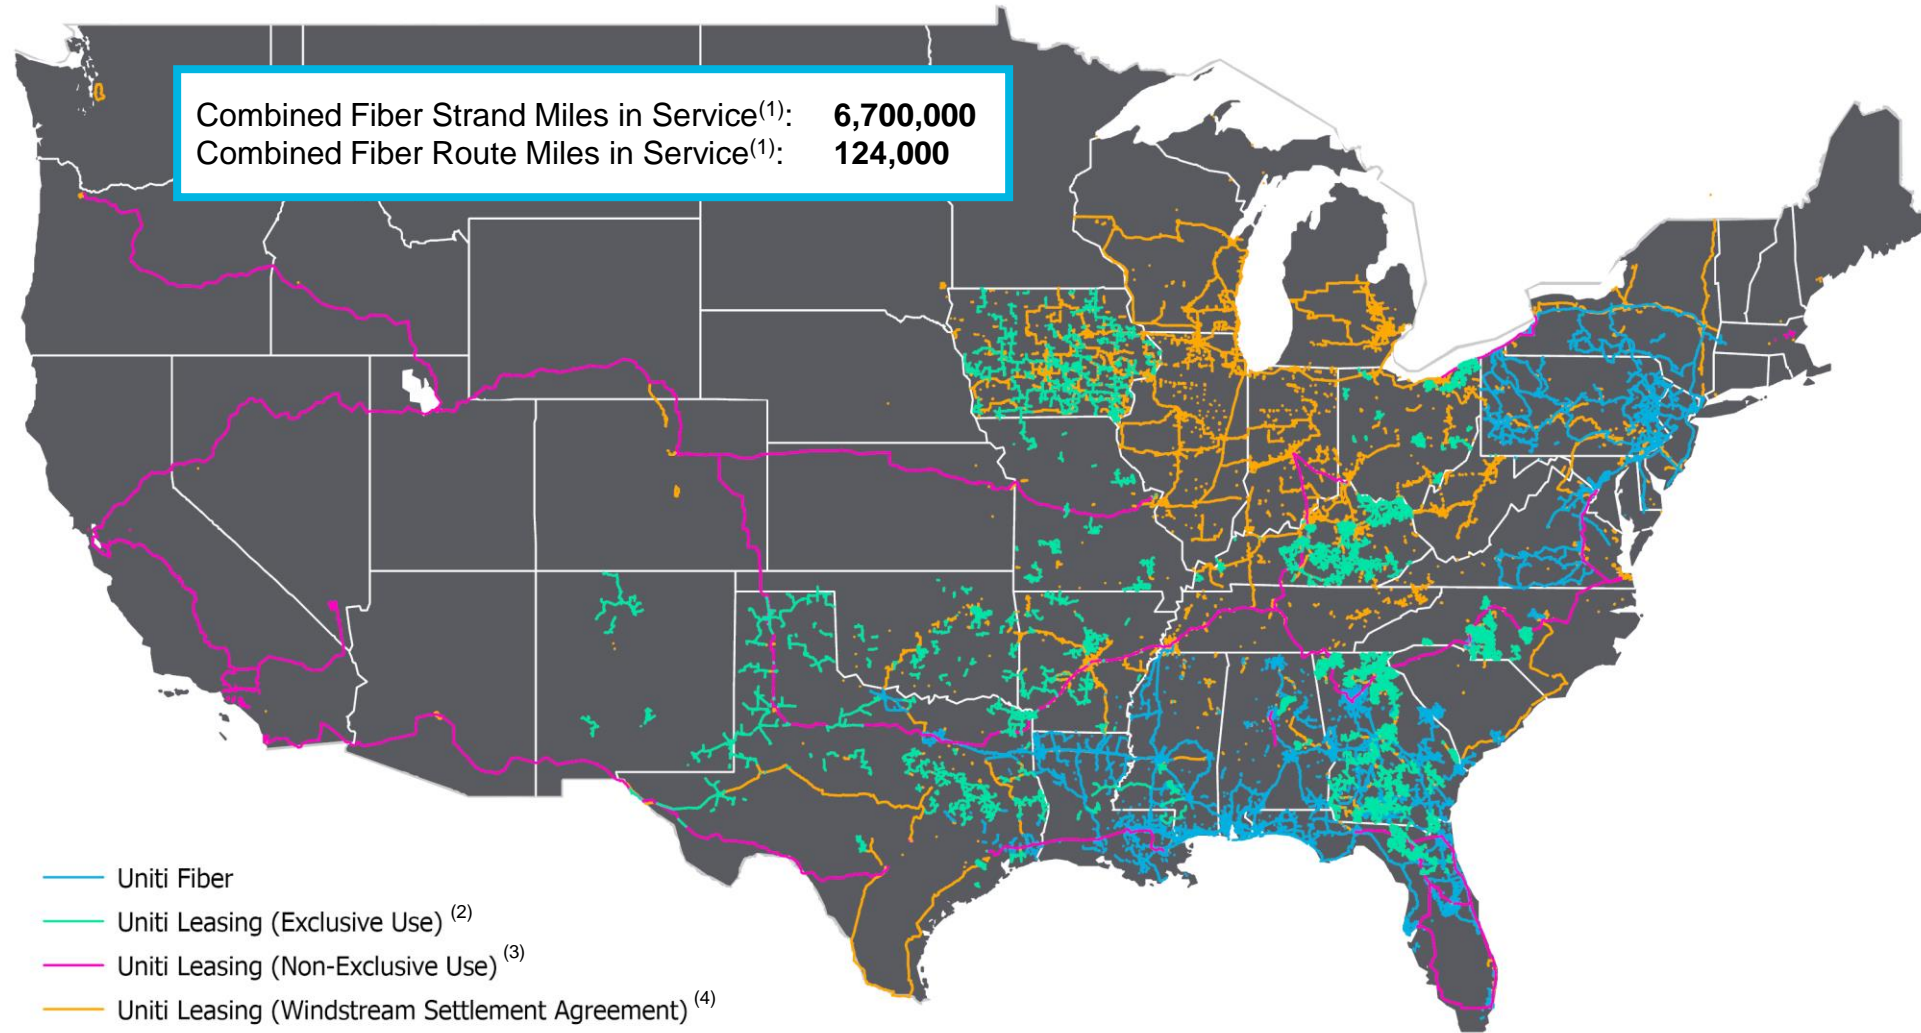 Combined Fiber Strand Miles in Service(1): 6,700,000
Combined Fiber Route Miles in Service(1): 124,000
Uniti Fiber
Uniti Leasing (Exclusive Use) (2)
Uniti Leasing (Non-Exclusive Use) (3)
Uniti Leasing (Windstream Settlement Agreement) (4)